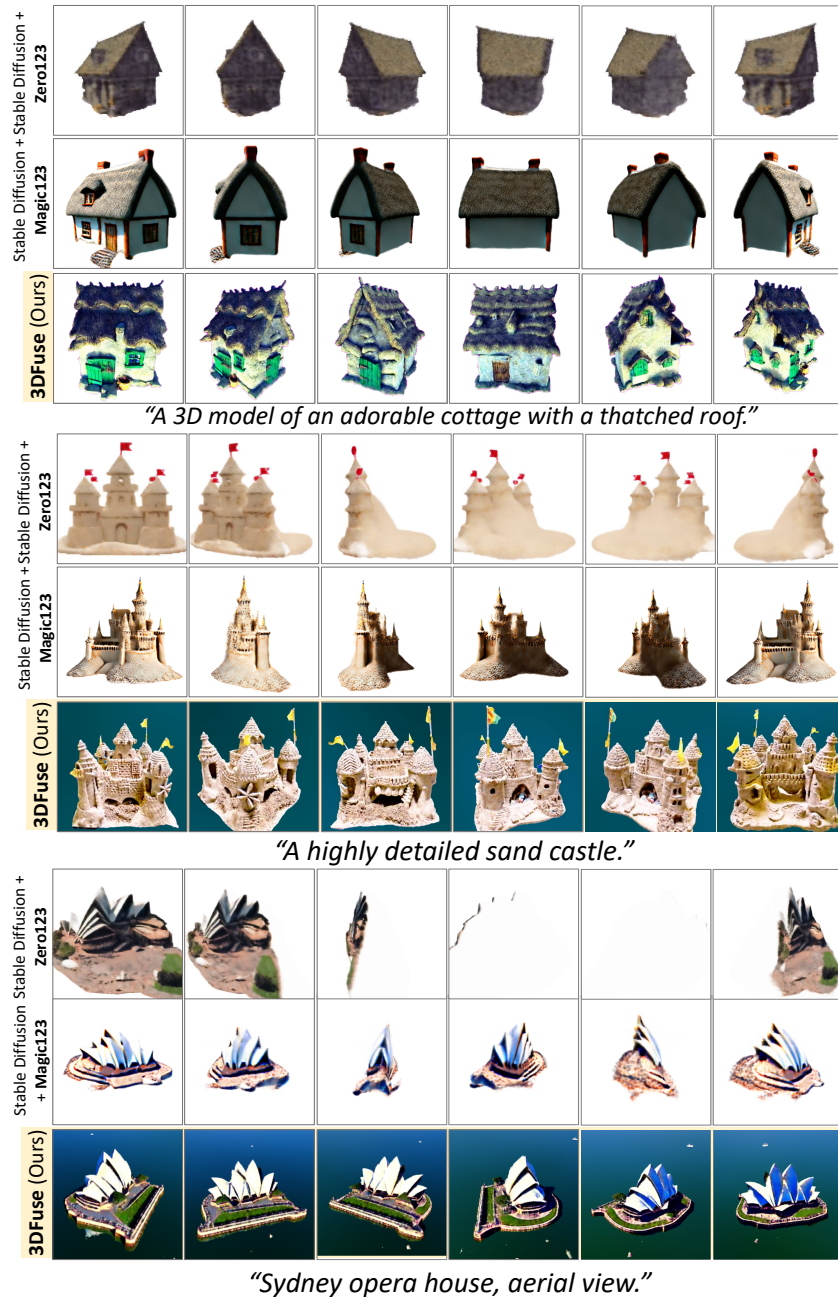 Stable Diffusion + Stable Diffusion +
Zero123
Magic123
3DFuse (Ours)
“A 3D model of an adorable cottage with a thatched roof.”
Stable Diffusion + Stable Diffusion +
Zero123
Magic123
3DFuse (Ours)
“A highly detailed sand castle.”
Stable Diffusion Stable Diffusion +
Zero123
+ Magic123
3DFuse (Ours)
“Sydney opera house, aerial view.”